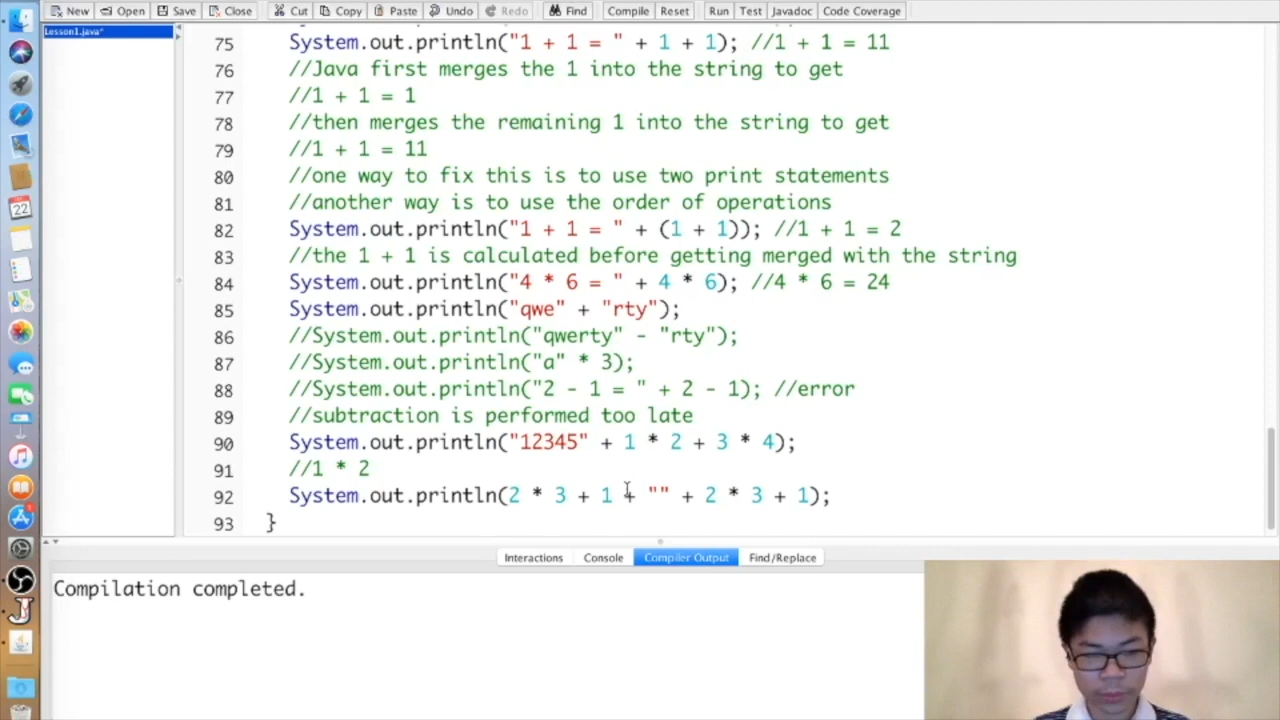 New Open Save Close Cut Copy Paste Undo Redo Find Compile Reset Run Test Javadoc Code Coverage
Lesson1.java*
75 System.out.println("1 + 1 = " + 1 + 1); //1 + 1 = 11
76 //Java first merges the 1 into the string to get
77 //1 + 1 = 1
78 //then merges the remaining 1 into the string to get
79 //1 + 1 = 11
80 //one way to fix this is to use two print statements
81 //another way is to use the order of operations
82 System.out.println("1 + 1 = " + (1 + 1)); //1 + 1 = 2
83 //the 1 + 1 is calculated before getting merged with the string
84 System.out.println("4 * 6 = " + 4 * 6); //4 * 6 = 24
85 System.out.println("qwe" + "rty");
86 //System.out.println("qwerty" - "rty");
87 //System.out.println("a" * 3);
88 //System.out.println("2 - 1 = " + 2 - 1); //error
89 //subtraction is performed too late
90 System.out.println("12345" + 1 * 2 + 3 * 4);
91 //1 * 2
92 System.out.println(2 * 3 + 1 + "" + 2 * 3 + 1);
93 }
Interactions Console Compiler Output Find/Replace
Compilation completed.
22